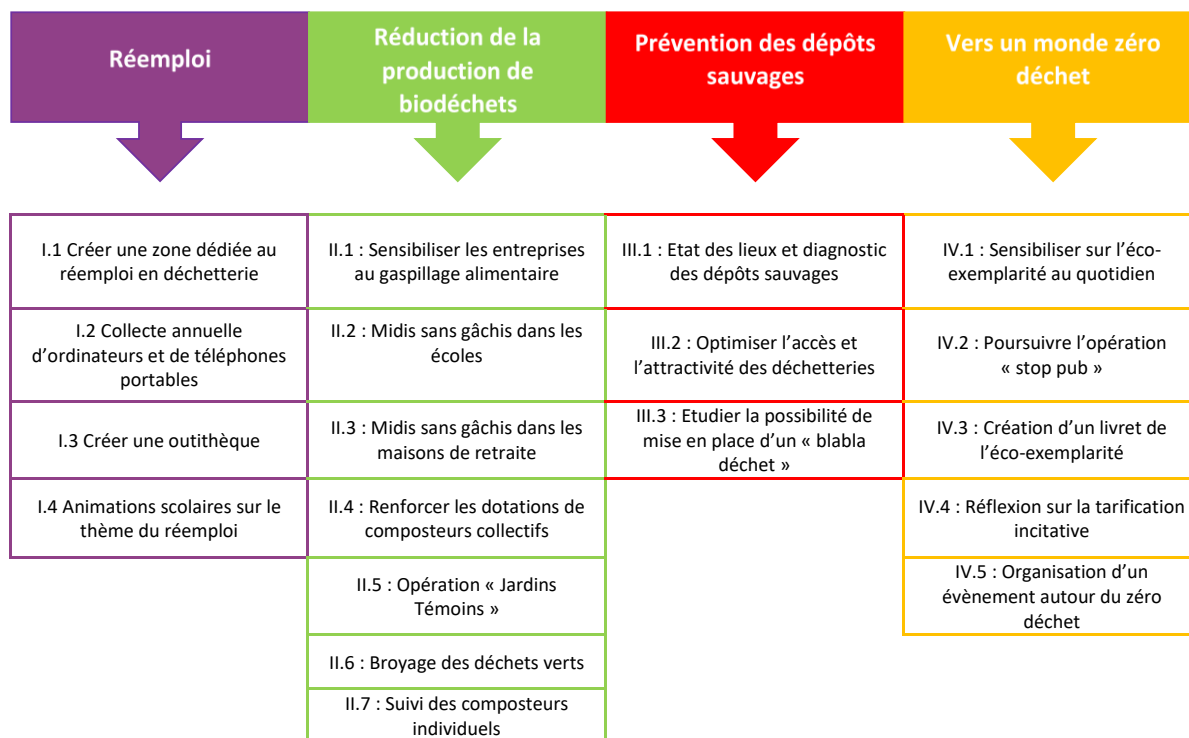 Réemploi
Réduction de la
production de
biodéchets
Prévention des dépôts
sauvages
Vers un monde zéro
déchet
I.1 Créer une zone dédiée au
réemploi en déchetterie
I.2 Collecte annuelle
d’ordinateurs et de téléphones
portables
I.3 Créer une outithèque
I.4 Animations scolaires sur le
thème du réemploi
II.1 : Sensibiliser les entreprises
au gaspillage alimentaire
II.2 : Midis sans gâchis dans les
écoles
II.3 : Midis sans gâchis dans les
maisons de retraite
II.4 : Renforcer les dotations de
composteurs collectifs
II.5 : Opération « Jardins
Témoins »
II.6 : Broyage des déchets verts
II.7 : Suivi des composteurs
individuels
III.1 : Etat des lieux et diagnostic
des dépôts sauvages
III.2 : Optimiser l’accès et
l’attractivité des déchetteries
III.3 : Etudier la possibilité de
mise en place d’un « blabla
déchet »
IV.1 : Sensibiliser sur l’éco-
exemplarité au quotidien
IV.2 : Poursuivre l’opération
« stop pub »
IV.3 : Création d’un livret de
l’éco-exemplarité
IV.4 : Réflexion sur la tarification
incitative
IV.5 : Organisation d’un
évènement autour du zéro
déchet